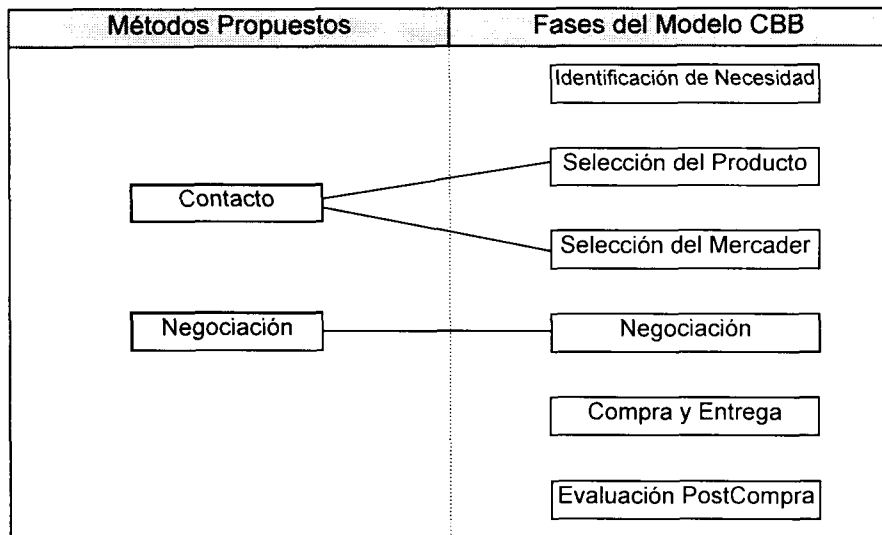 Métodos Propuestos
Fases del Modelo CBB
Identificación de Necesidad
Selección del Producto
Contacto
Selección del Mercader
Negociación
Negociación
Compra y Entrega
Evaluación PostCompra